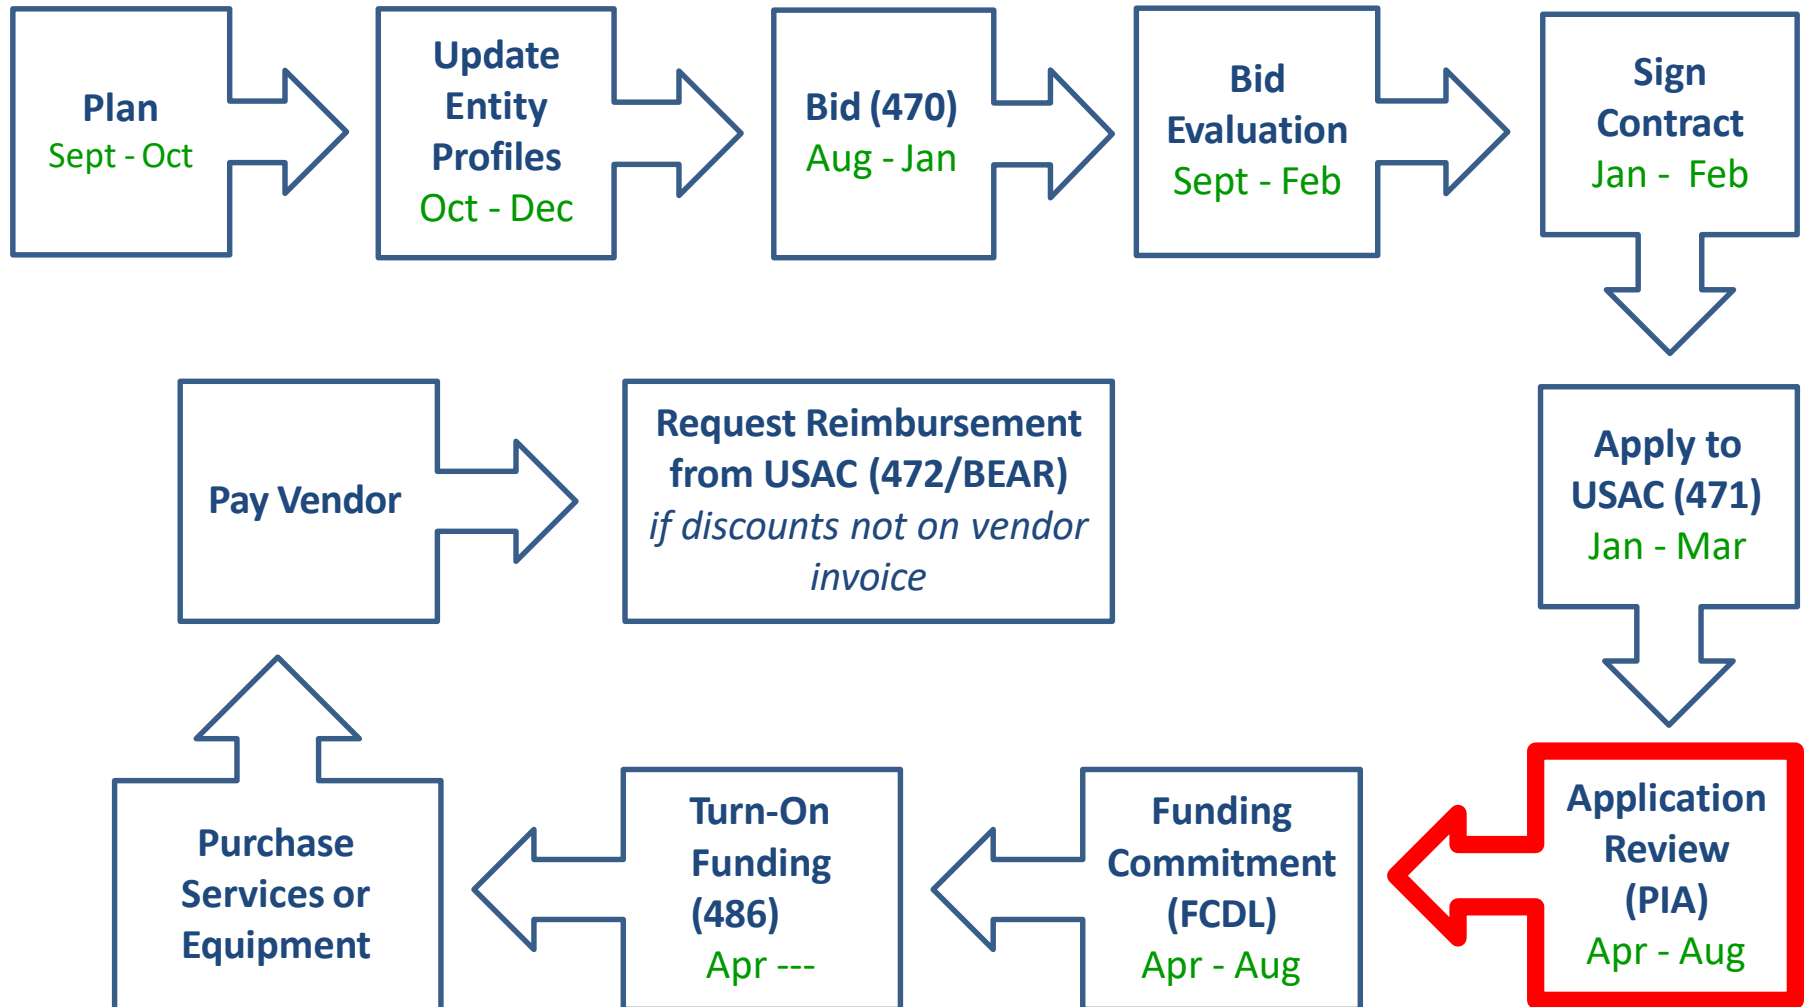 Plan
Sept - Oct
Update
Entity
Profiles
Oct - Dec
Bid (470)
Aug - Jan
Bid
Evaluation
Sept - Feb
Sign
Contract
Jan - Feb
Apply to
USAC (471)
Jan - Mar
Application
Review
(PIA)
Apr - Aug
Funding
Commitment
(FCDL)
Apr - Aug
Turn-On
Funding
(486)
Apr ---
Purchase
Services or
Equipment
Pay Vendor
Request Reimbursement
from USAC (472/BEAR)
if discounts not on vendor
invoice